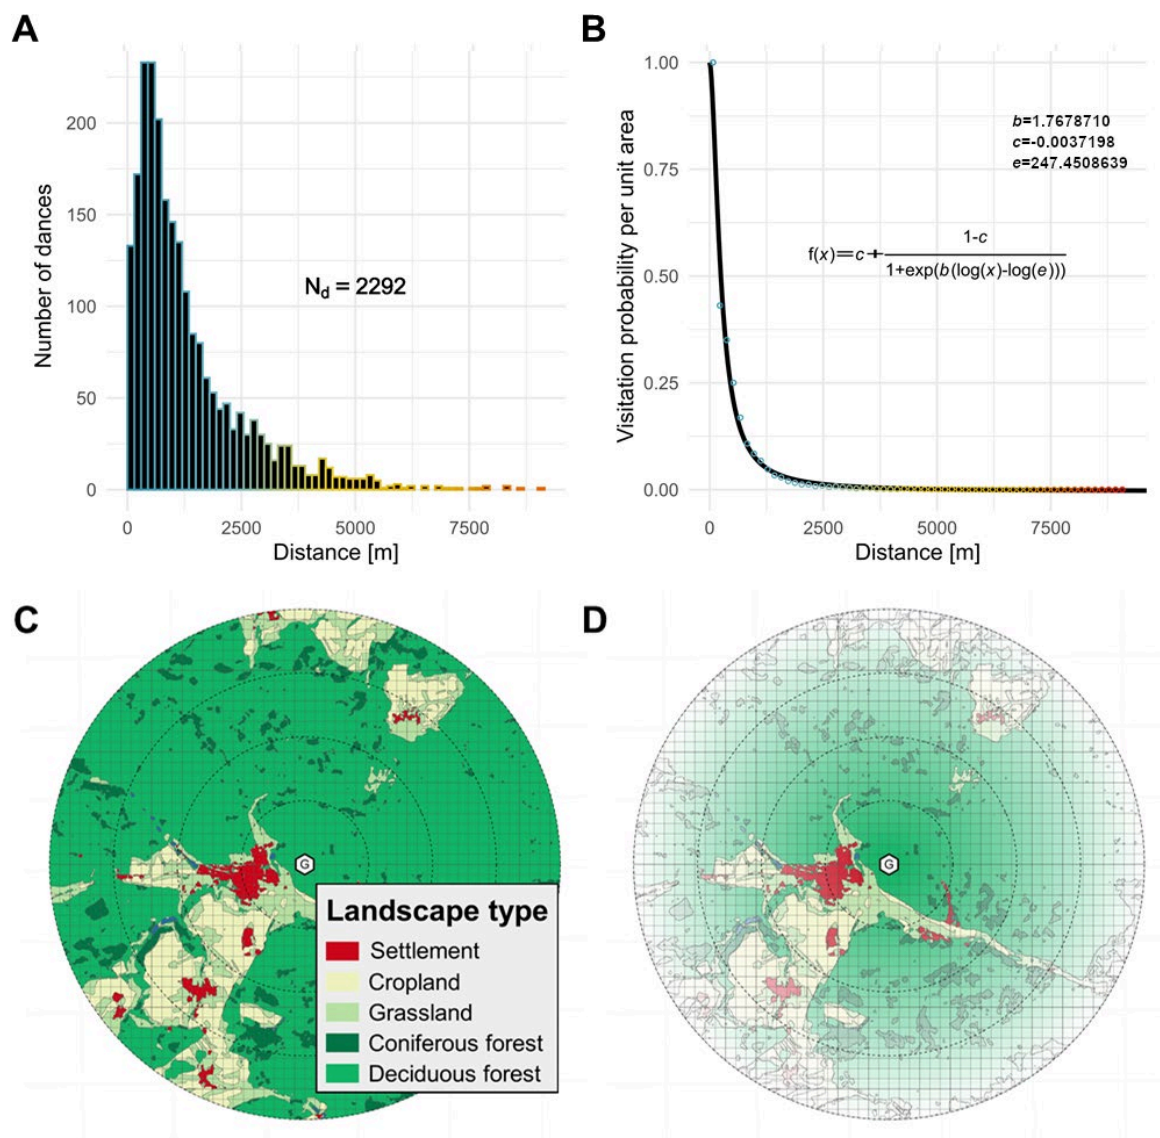 A
Number of dances
200
150
100
50
0
N_d = 2292
0 2500 5000 7500
Distance [m]
B
Visitation probability per unit area
1.00
0.75
0.50
0.25
0.00
b=1.7678710
c=-0.0037198
e=247.4508639
1-c
f(x)=c+
1+exp(b(log(x)-log(e)))
0 2500 5000 7500
Distance [m]
C
G
Landscape type
Settlement
Cropland
Grassland
Coniferous forest
Deciduous forest
D
G